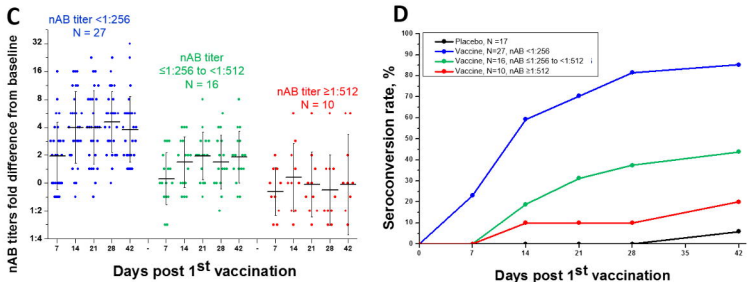 C
nAB titer <1:256
N = 27
nAB titer
≤1:256 to <1:512
N = 16
nAB titer ≥1:512
N = 10
nAB titers fold difference from baseline
32
16
8
4
2
0
1:2
1:4
7 14 21 28 42 - 7 14 21 28 42 - 7 14 21 28 42
Days post 1st vaccination
D
Placebo, N =17
Vaccine, N=27, nAB <1:256
Vaccine, N=16, nAB ≤1:256 to <1:512
Vaccine, N=10, nAB ≥1:512
Seroconversion rate, %
100
90
80
70
60
50
40
30
20
10
0
0 7 14 21 28 42
Days post 1st vaccination